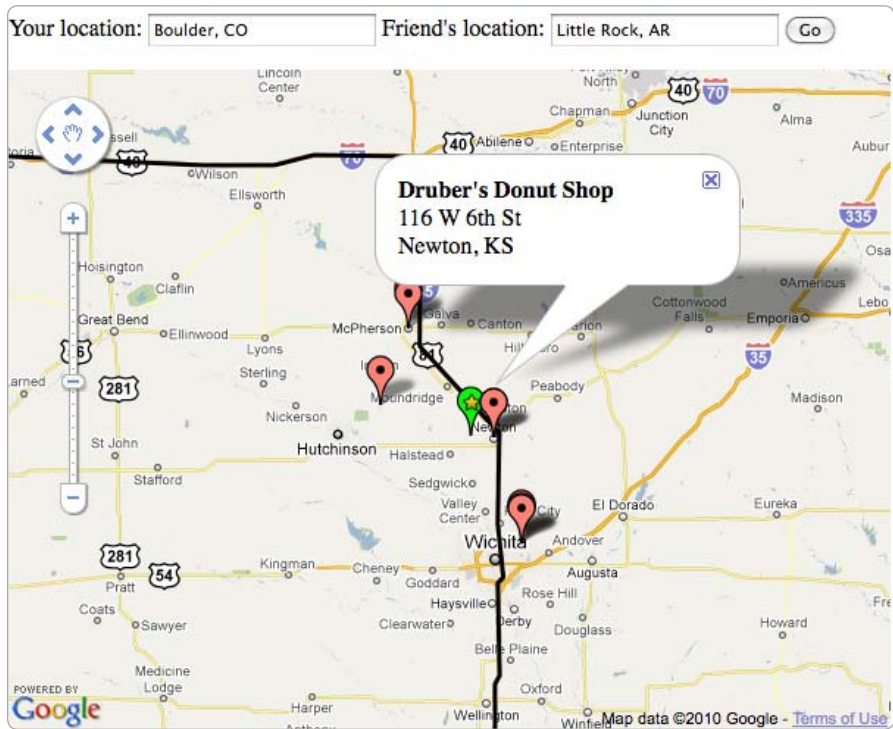 Your location: Boulder, CO Friend's location: Little Rock, AR Go
Lincoln Center
North
40 70
Chapman
Junction City
Alma
40 Abilene Enterprise
Aubur
70
40
Wilson
Ellsworth
Druber's Donut Shop
116 W 6th St
Newton, KS
335
Osa
Hoisington
Claflin
Americus
Cottonwood Falls
Lebo
Emporia
Great Bend
Ellinwood
McPherson
Galva
Canton
Lyons
81
35
Sterling
Peabody
281
Moundridge
Madison
Nickerson
Newton
St John
Hutchinson
Halstead
Stafford
Sedgwick
Valley Center
City
El Dorado
Eureka
Wichita
Andover
281
54
Kingman
Cheney
Goddard
Augusta
Pratt
Coats
Haysville
Rose Hill
Sawyer
Clearwater
Derby
Douglass
Howard
Belle Plaine
Medicine Lodge
Oxford
Harper
Wellington
Winfield
POWERED BY
Google
Map data ©2010 Google - Terms of Use